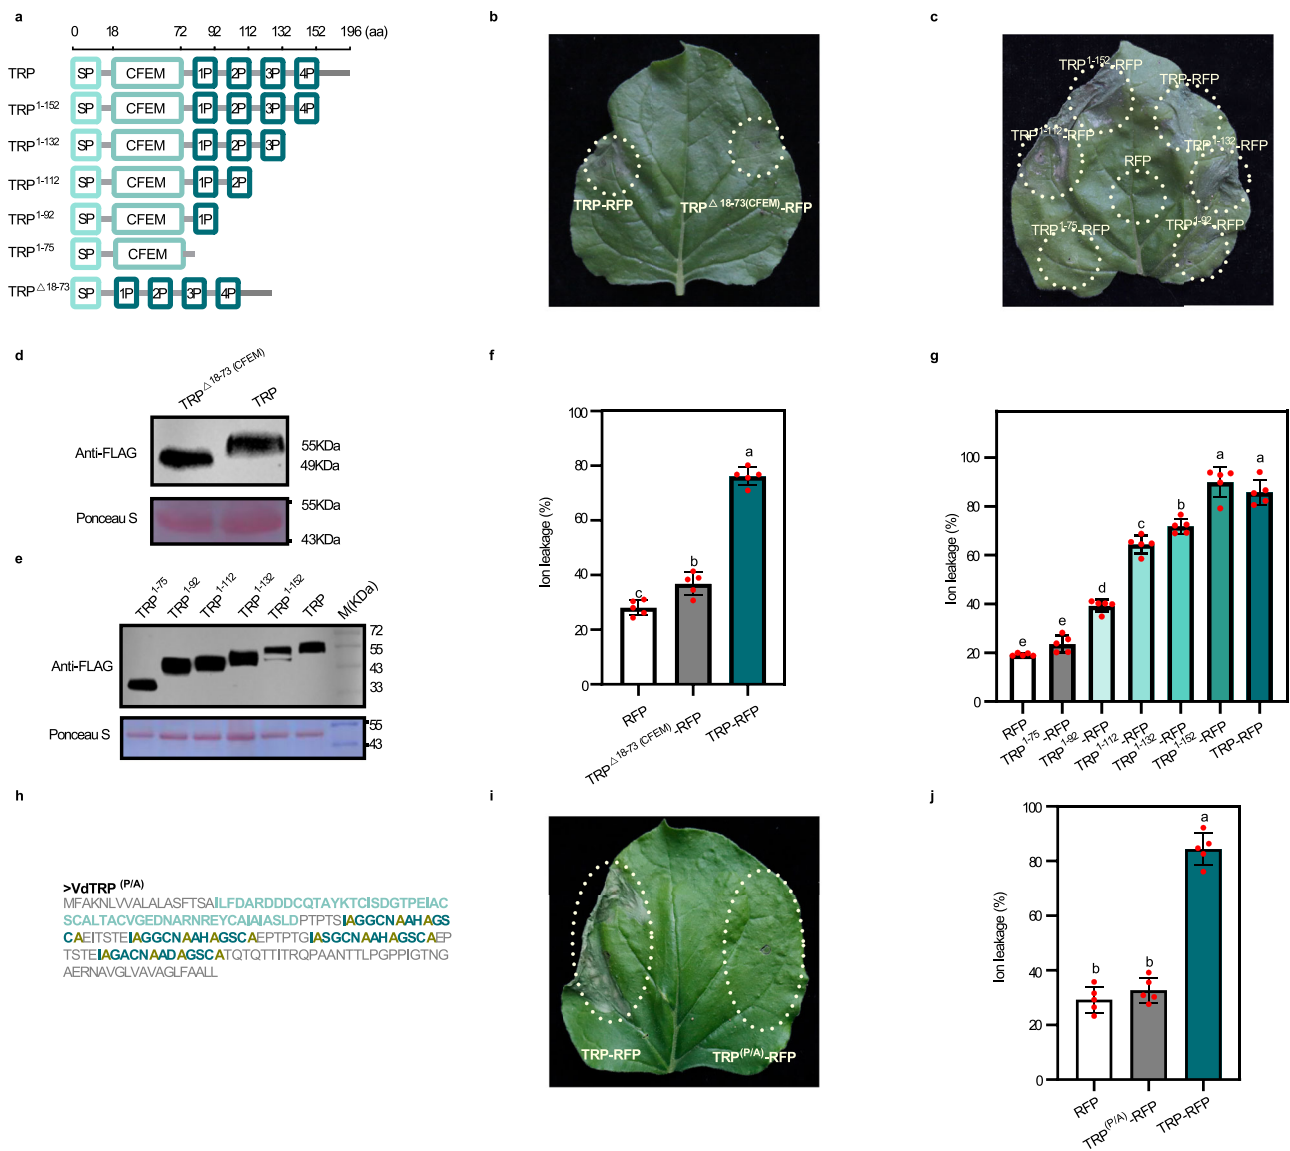 a
0 18 72 92 112 132 152 196 (aa)
TRP SP CFEM 1P 2P 3P 4P
TRP1-152 SP CFEM 1P 2P 3P 4P
TRP1-132 SP CFEM 1P 2P 3P
TRP1-112 SP CFEM 1P 2P
TRP1-92 SP CFEM 1P
TRP1-75 SP CFEM
TRP△18-73 SP 1P 2P 3P 4P
b
TRP-RFP
TRP△18-73(CFEM)-RFP
c
TRP1-152-RFP
TRP-RFP
TRP1-112-RFP
TRP1-132-RFP
RFP
TRP1-75-RFP
TRP1-92-RFP
d
TRP△18-73 (CFEM)
TRP
Anti-FLAG
55KDa
49KDa
Ponceau S
55KDa
43KDa
e
TRP1-75
TRP1-92
TRP1-112
TRP1-132
TRP1-152
TRP
M(KDa)
Anti-FLAG
72
55
43
33
Ponceau S
55
43
f
Ion leakage (%)
100
80
60
40
20
0
c
b
a
RFP
TRP△18-73 (CFEM)-RFP
TRP-RFP
g
Ion leakage (%)
100
80
60
40
20
0
e
e
d
c
b
a
a
RFP
TRP1-75-RFP
TRP1-92-RFP
TRP1-112-RFP
TRP1-132-RFP
TRP1-152-RFP
TRP-RFP
h
>VdTRP (P/A)
MFAKNLVVALALASFTSAILFDARDDDCQTAYKTCISDGTPEIAC
SCALTACVGEDNARNREYCAIAIASLDPTPTSIAGGCNAAHAGS
CAEITSTEIAGGCNAAHAGSCAEPTPTGIASGCNAAHAGSCAEP
TSTEIAGACNAADAGSCATQTQTTITRQPAANTTLPGPPIGTNG
AERNAVGLVAVAGLFAALL
i
TRP-RFP
TRP(P/A)-RFP
j
Ion leakage (%)
100
80
60
40
20
0
b
b
a
RFP
TRP(P/A)-RFP
TRP-RFP